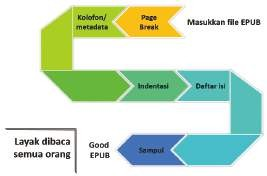 Kolofon/
metadata
Page
Break
Masukkan file EPUB
Indentasi
Daftar isi
Layak dibaca
semua orang
Good
EPUB
Sampul